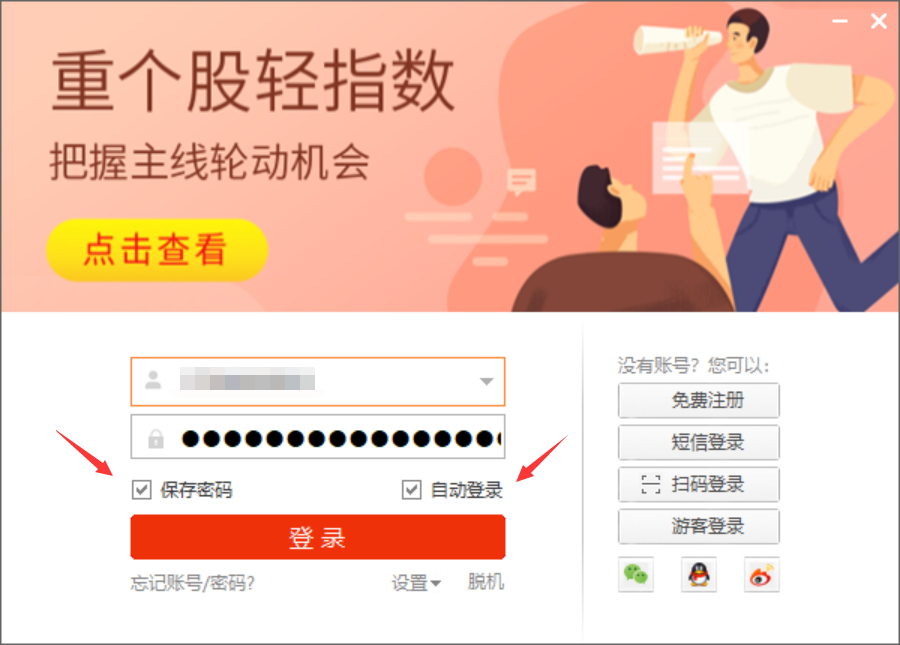 重个股轻指数
把握主线轮动机会
点击查看
没有账号？您可以：
免费注册
●●●●●●●●●●●●●●●●
短信登录
保存密码
自动登录
扫码登录
登录
游客登录
忘记账号/密码?
设置
脱机